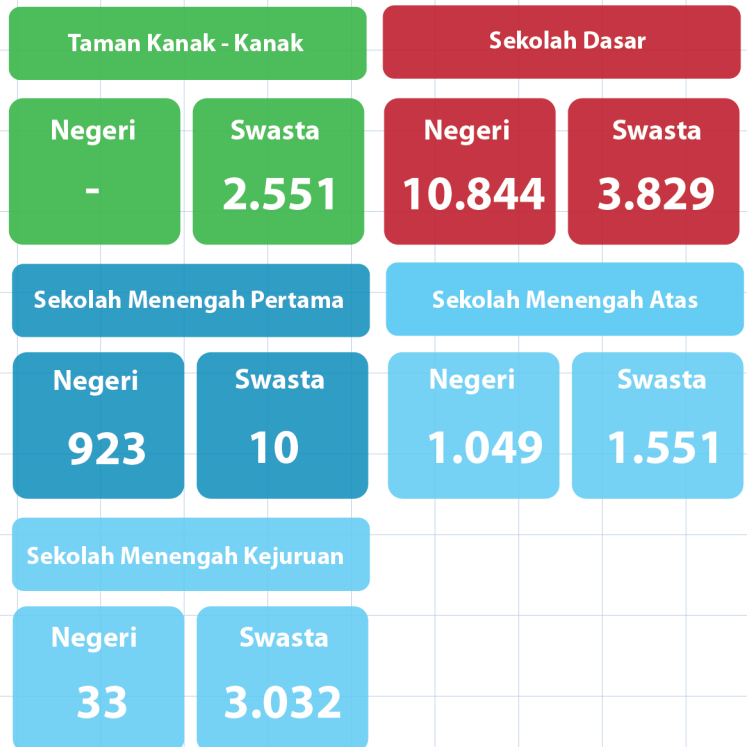 Taman Kanak - Kanak
Negeri
-
Swasta
2.551
Sekolah Dasar
Negeri
10.844
Swasta
3.829
Sekolah Menengah Pertama
Negeri
923
Swasta
10
Sekolah Menengah Atas
Negeri
1.049
Swasta
1.551
Sekolah Menengah Kejuruan
Negeri
33
Swasta
3.032